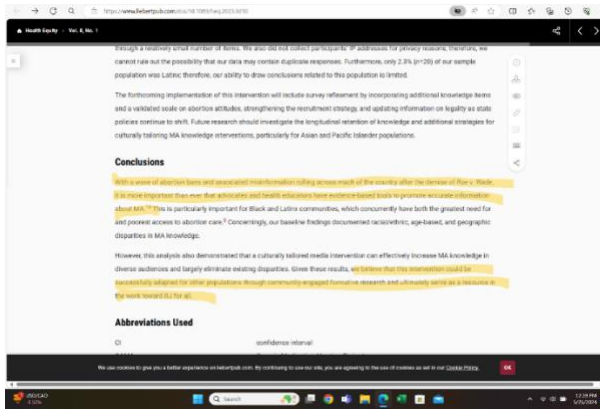 https://www.liebertpub.com/doi/10.1089/heq.2023.0210
Health Equity • Vol. 8, No. 1
through a relatively small number of items. We also did not collect participants' IP addresses for privacy reasons, therefore, we
cannot rule out the possibility that our data may contain duplicate responses. Furthermore, only 2.3% (n=20) of our sample
population was Latinx; therefore, our ability to draw conclusions related to this population is limited.
The forthcoming implementation of this intervention will include survey refinement by incorporating additional knowledge items
and a validated scale on abortion attitudes, strengthening the recruitment strategy, and updating information on legality as state
policies continue to shift. Future research should investigate the longitudinal retention of knowledge and additional strategies for
culturally tailoring MA knowledge interventions, particularly for Asian and Pacific Islander populations.
Conclusions
With a wave of abortion bans and associated misinformation rolling across much of the country after the demise of Roe v. Wade,
it is more important than ever that advocates and health educators have evidence-based tools to promote accurate information
about MA. This is particularly important for Black and Latinx communities, which concurrently have both the greatest need for
and poorest access to abortion care. Concerningly, our baseline findings documented racial/ethnic, age-based, and geographic
disparities in MA knowledge.
However, this analysis also demonstrated that a culturally tailored media intervention can effectively increase MA knowledge in
diverse audiences and largely eliminate existing disparities. Given these results, we believe that this intervention could be
successfully adapted for other populations through community-engaged formative research and ultimately serve as a resource in
the work toward RJ for all.
Abbreviations Used
CI confidence interval
We use cookies to give you a better experience on liebertpub.com. By continuing to use our site, you are agreeing to the use of cookies as set in our Cookie Policy.
OK
USD/CAD
Search
12:39 PM